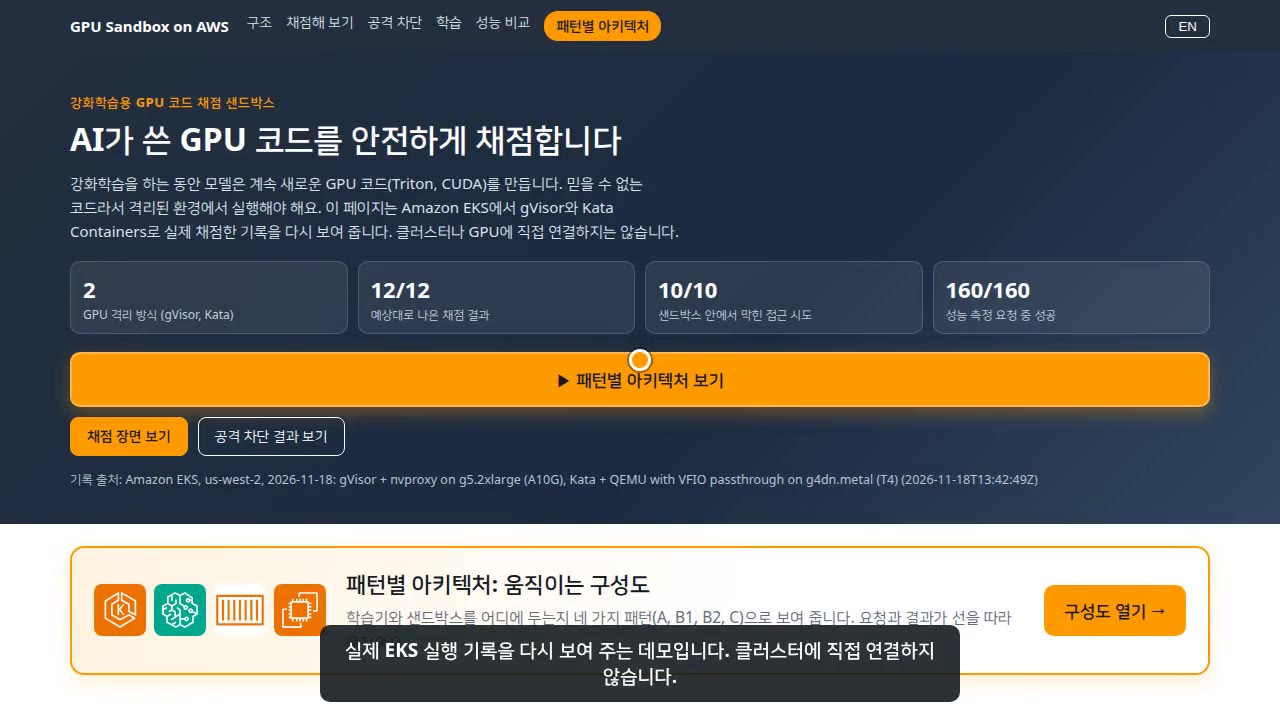 GPU Sandbox on AWS 구조 채점해 보기 공격 차단 학습 성능 비교 패턴별 아키텍처 EN
강화학습용 GPU 코드 채점 샌드박스
AI가 쓴 GPU 코드를 안전하게 채점합니다
강화학습을 하는 동안 모델은 계속 새로운 GPU 코드(Triton, CUDA)를 만듭니다. 믿을 수 없는
코드라서 격리된 환경에서 실행해야 해요. 이 페이지는 Amazon EKS에서 gVisor와 Kata
Containers로 실제 채점한 기록을 다시 보여 줍니다. 클러스터나 GPU에 직접 연결하지는 않습니다.
2
GPU 격리 방식 (gVisor, Kata)
12/12
예상대로 나온 채점 결과
10/10
샌드박스 안에서 막힌 접근 시도
160/160
성능 측정 요청 중 성공
▶ 패턴별 아키텍처 보기
채점 장면 보기 공격 차단 결과 보기
기록 출처: Amazon EKS, us-west-2, 2026-11-18: gVisor + nvproxy on g5.2xlarge (A10G), Kata + QEMU with VFIO passthrough on g4dn.metal (T4) (2026-11-18T13:42:49Z)
패턴별 아키텍처: 움직이는 구성도
학습기와 샌드박스를 어디에 두는지 네 가지 패턴(A, B1, B2, C)으로 보여 줍니다. 요청과 결과가 선을 따라
구성도 열기 →
실제 EKS 실행 기록을 다시 보여 주는 데모입니다. 클러스터에 직접 연결하지
않습니다.